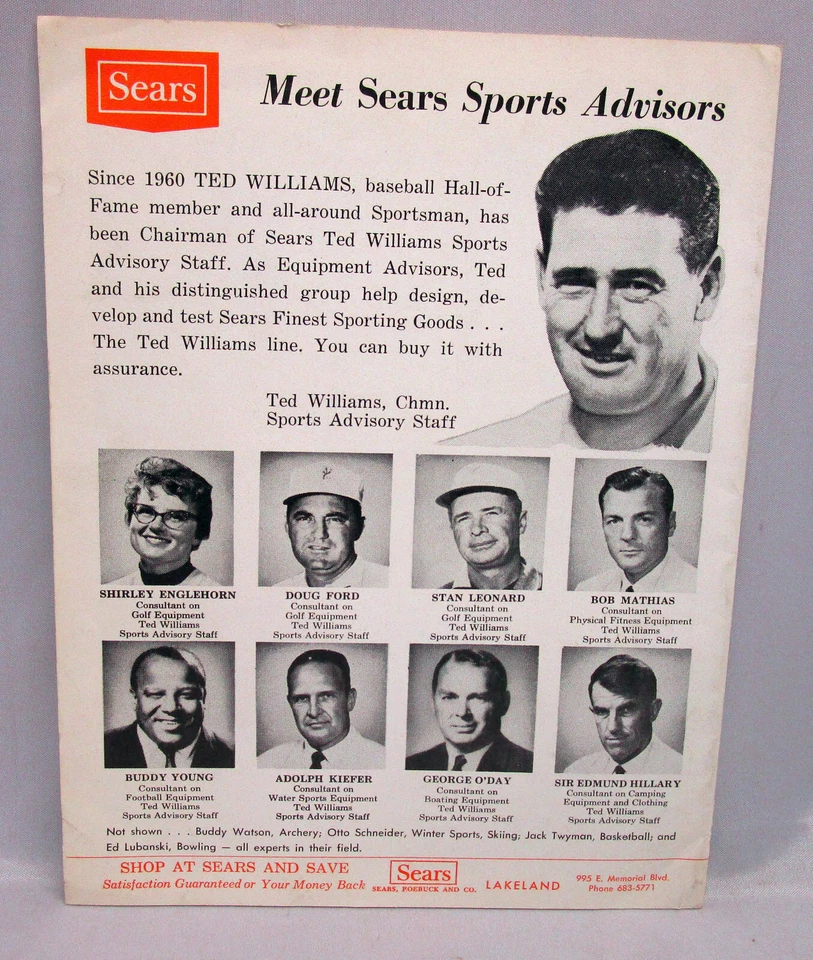 Sears
Meet Sears Sports Advisors
Since 1960 TED WILLIAMS, baseball Hall-of-
Fame member and all-around Sportsman, has
been Chairman of Sears Ted Williams Sports
Advisory Staff. As Equipment Advisors, Ted
and his distinguished group help design, de-
velop and test Sears Finest Sporting Goods . . .
The Ted Williams line. You can buy it with
assurance.
Ted Williams, Chmn.
Sports Advisory Staff
SHIRLEY ENGLEHORN
Consultant on
Golf Equipment
Ted Williams
Sports Advisory Staff
DOUG FORD
Consultant on
Golf Equipment
Ted Williams
Sports Advisory Staff
STAN LEONARD
Consultant on
Golf Equipment
Ted Williams
Sports Advisory Staff
BOB MATHIAS
Consultant on
Physical Fitness Equipment
Ted Williams
Sports Advisory Staff
BUDDY YOUNG
Consultant on
Football Equipment
Ted Williams
Sports Advisory Staff
ADOLPH KIEFER
Consultant on
Water Sports Equipment
Ted Williams
Sports Advisory Staff
GEORGE O'DAY
Consultant on
Boating Equipment
Ted Williams
Sports Advisory Staff
SIR EDMUND HILLARY
Consultant on Camping
Equipment and Clothing
Ted Williams
Sports Advisory Staff
Not shown . . . Buddy Watson, Archery; Otto Schneider, Winter Sports, Skiing; Jack Twyman, Basketball; and
Ed Lubanski, Bowling — all experts in their field.
SHOP AT SEARS AND SAVE
Satisfaction Guaranteed or Your Money Back
Sears
SEARS, ROEBUCK AND CO.
LAKELAND
995 E. Memorial Blvd.
Phone 683-5771